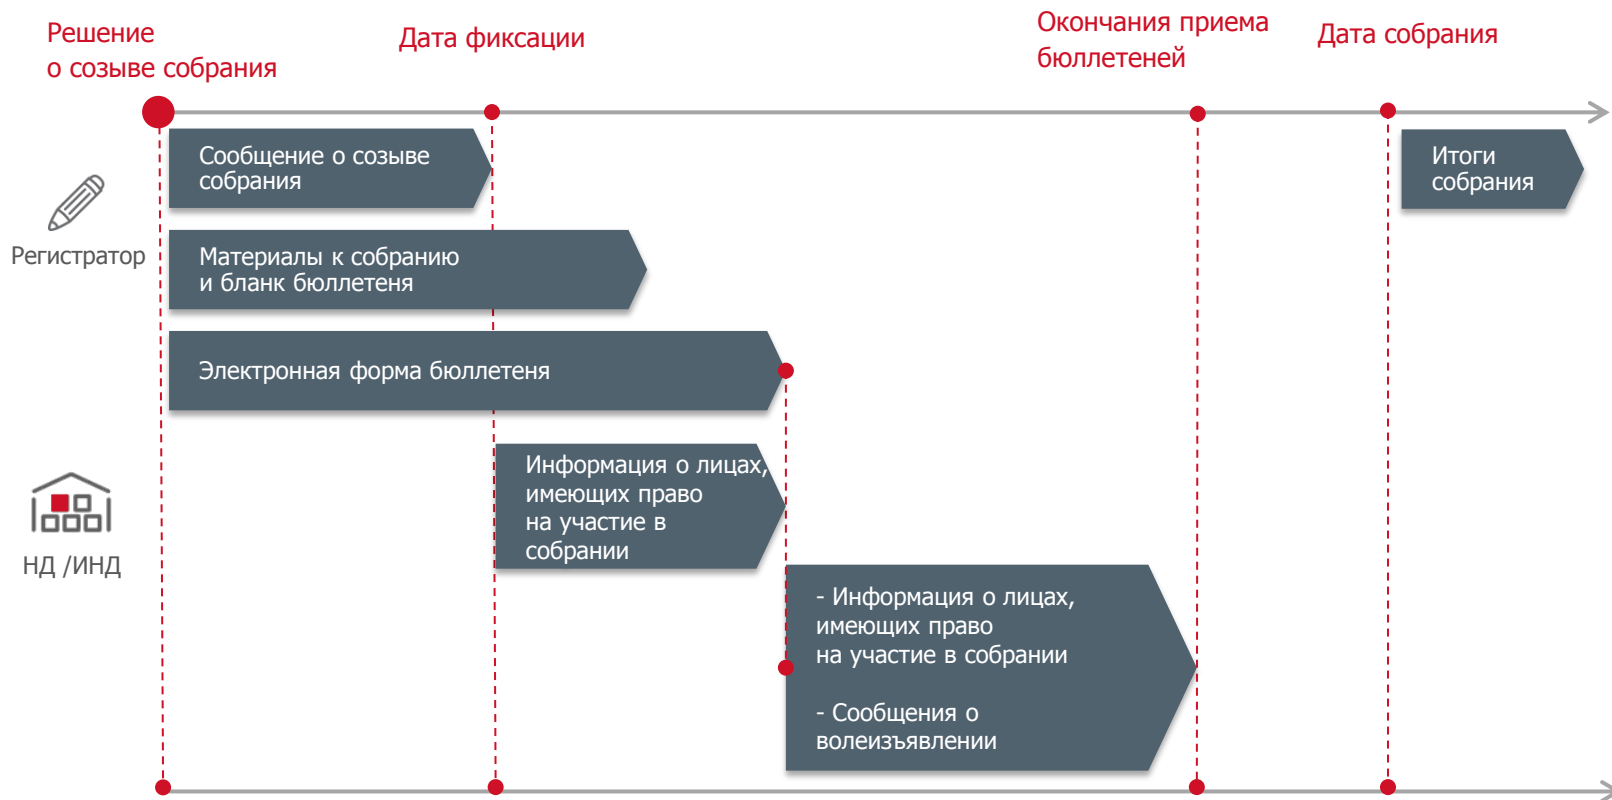 Решение
о созыве собрания
Дата фиксации
Окончания приема
бюллетеней
Дата собрания
Сообщение о созыве
собрания
Итоги
собрания
Регистратор
Материалы к собранию
и бланк бюллетеня
Электронная форма бюллетеня
Информация о лицах,
имеющих право
на участие в
собрании
НД /ИНД
- Информация о лицах,
имеющих право
на участие в собрании
- Сообщения о
волеизъявлении